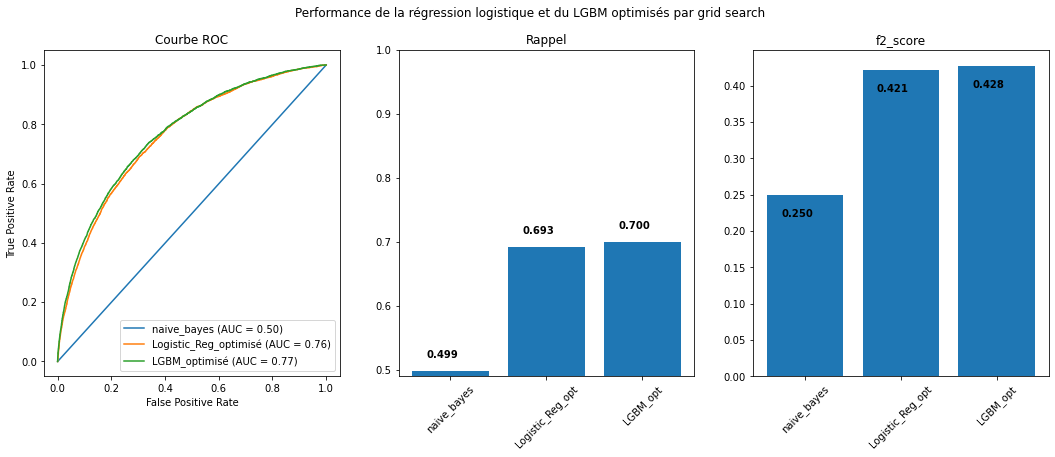 Performance de la régression logistique et du LGBM optimisés par grid search
Courbe ROC
True Positive Rate
1.0
0.8
0.6
0.4
0.2
0.0
naive_bayes (AUC = 0.50)
Logistic_Reg_optimisé (AUC = 0.76)
LGBM_optimisé (AUC = 0.77)
0.0 0.2 0.4 0.6 0.8 1.0
False Positive Rate
Rappel
1.0
0.9
0.8
0.7
0.6
0.5
0.499
0.693
0.700
naive_bayes
Logistic_Reg_opt
LGBM_opt
f2_score
0.40
0.35
0.30
0.25
0.20
0.15
0.10
0.05
0.00
0.250
0.421
0.428
naive_bayes
Logistic_Reg_opt
LGBM_opt